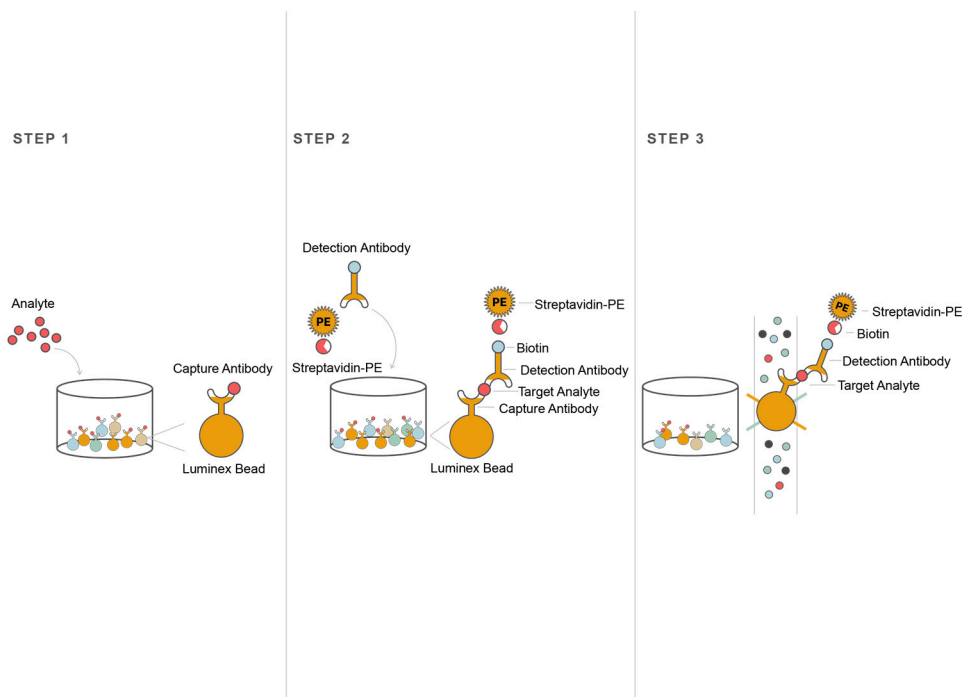 STEP 1
Analyte
Capture Antibody
Luminex Bead
STEP 2
Detection Antibody
PE
Streptavidin-PE
PE
Streptavidin-PE
Biotin
Detection Antibody
Target Analyte
Capture Antibody
Luminex Bead
STEP 3
PE
Streptavidin-PE
Biotin
Detection Antibody
Target Analyte